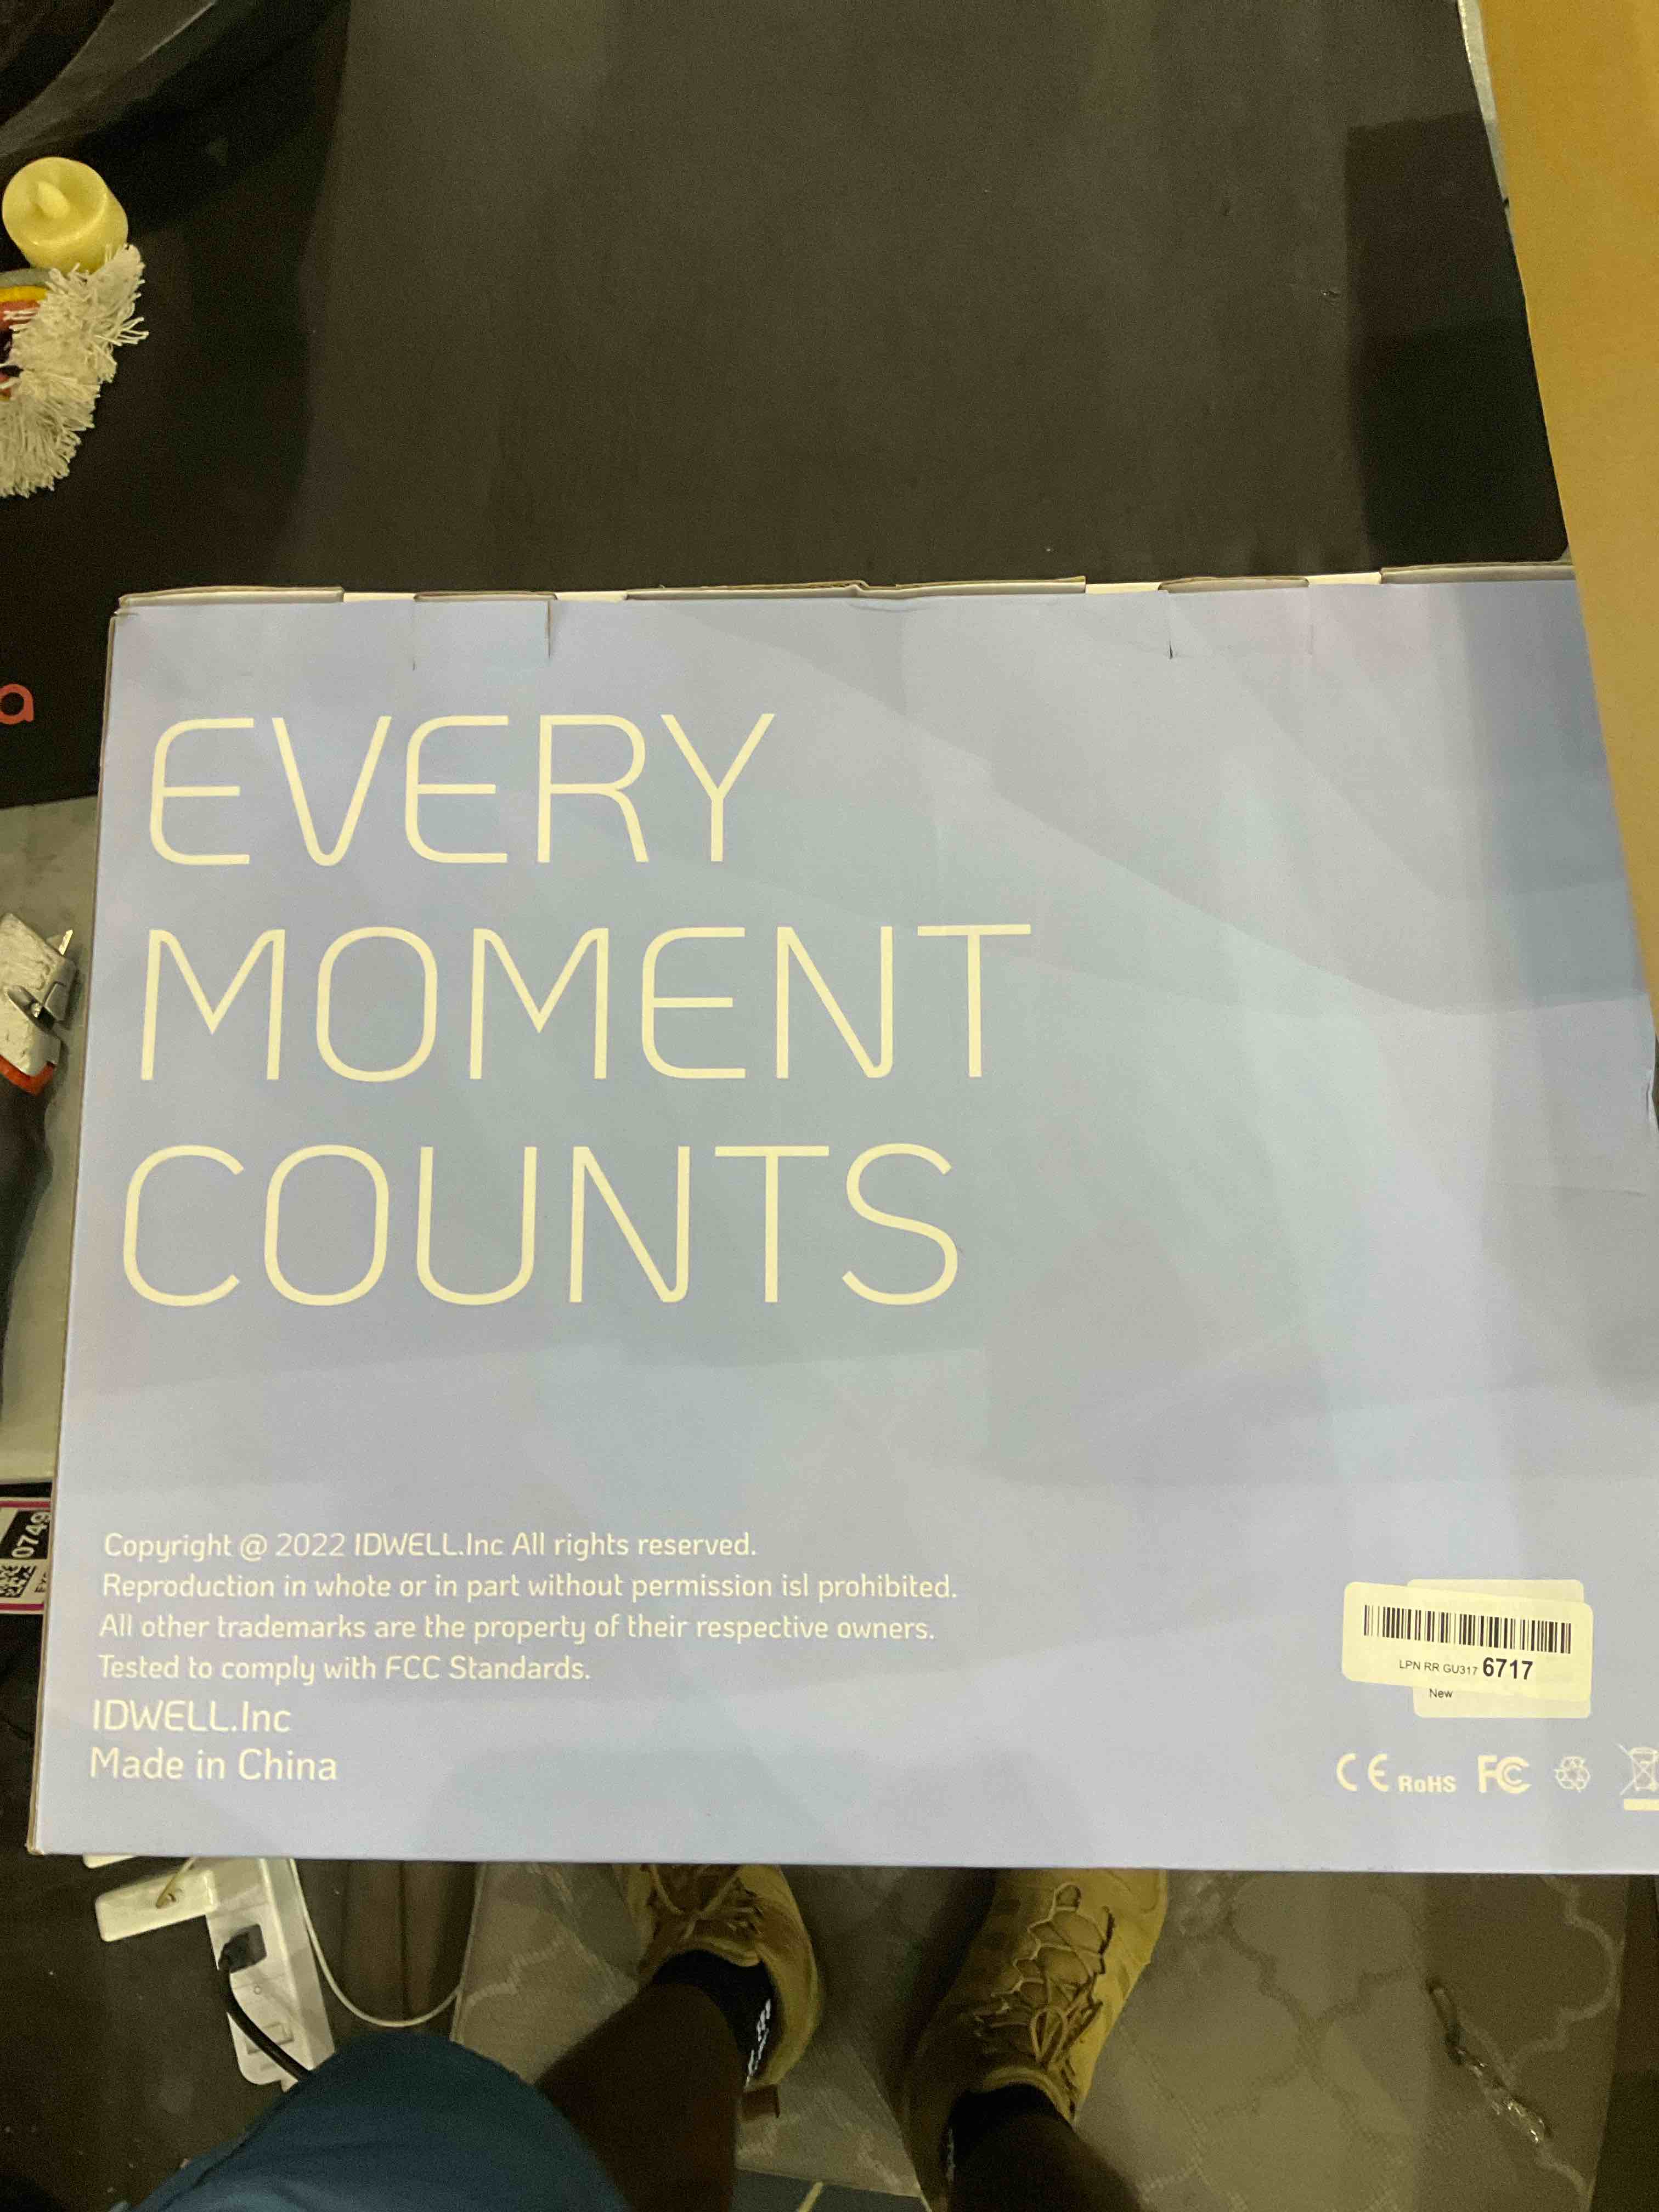 a
EVERY
MOMENT
COUNTS
0749
Copyright @ 2022 IDWELL.Inc All rights reserved.
Reproduction in whote or in part without permission isl prohibited.
All other trademarks are the property of their respective owners.
Tested to comply with FCC Standards.
IDWELL.Inc
Made in China
LPN RR GU317 6717
New
CE RoHS FC